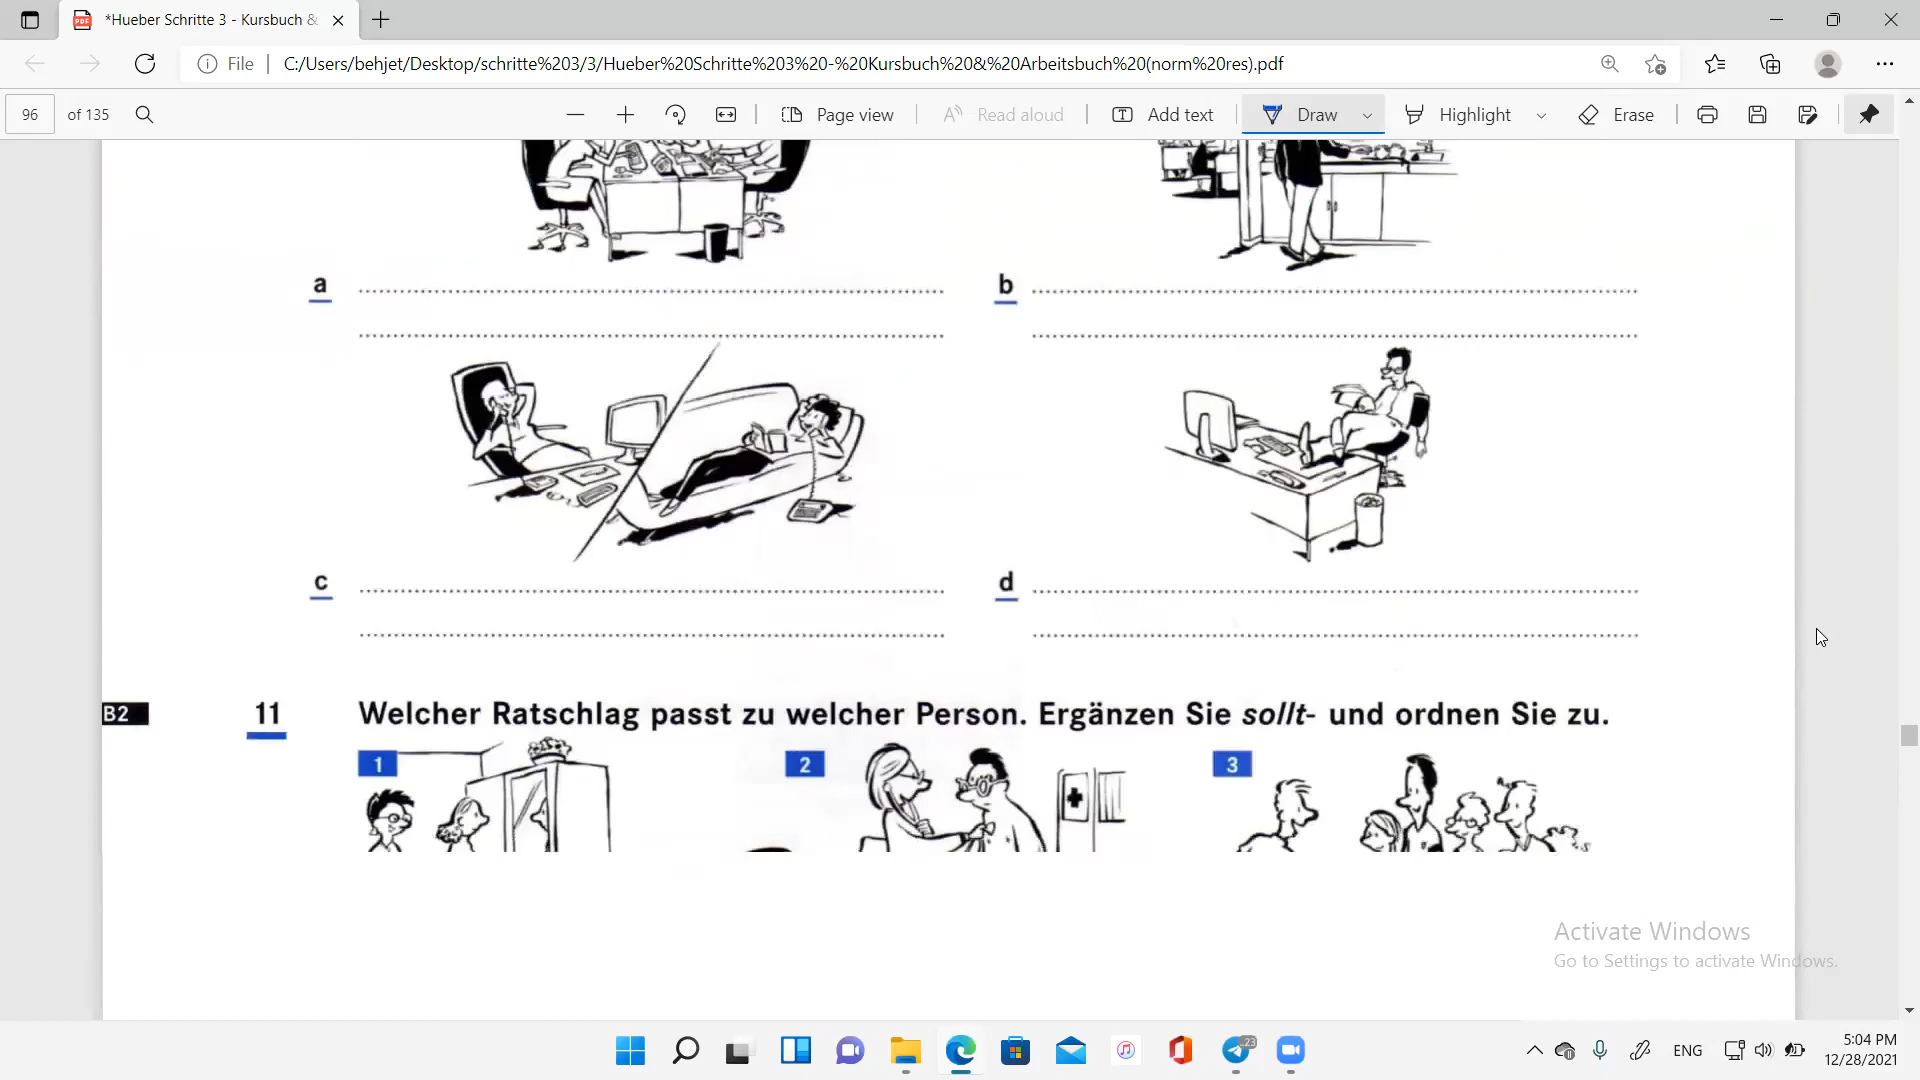 *Hueber Schritte 3 - Kursbuch &
File
C:/Users/behjet/Desktop/schritte%203/3/Hueber%20Schritte%203%20-%20Kursbuch%20&%20Arbeitsbuch%20(norm%20res).pdf
96 of 135
Page view
Read aloud
Add text
Draw
Highlight
Erase
a
b
c
d
B2
11 Welcher Ratschlag passt zu welcher Person. Ergänzen Sie sollt- und ordnen Sie zu.
1
2
3
Activate Windows
Go to Settings to activate Windows.
23
ENG
5:04 PM
12/28/2021